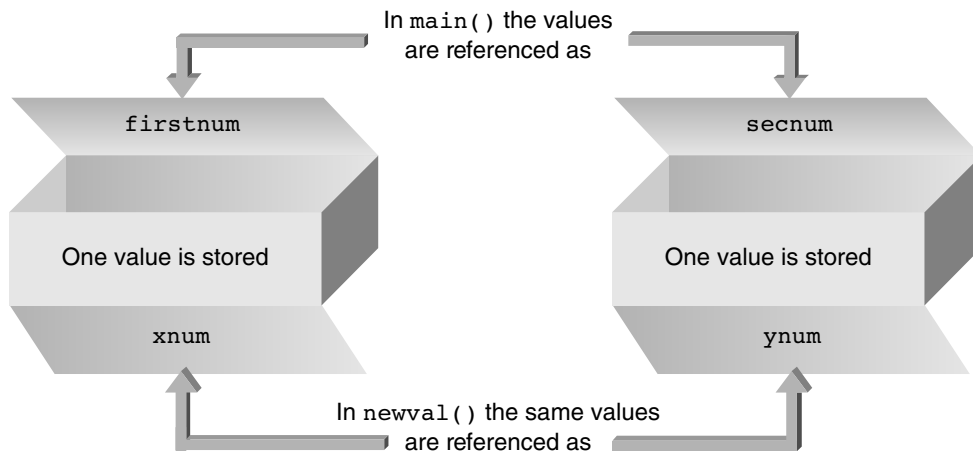 In main() the values
are referenced as
firstnum
secnum
One value is stored
One value is stored
xnum
ynum
In newval() the same values
are referenced as